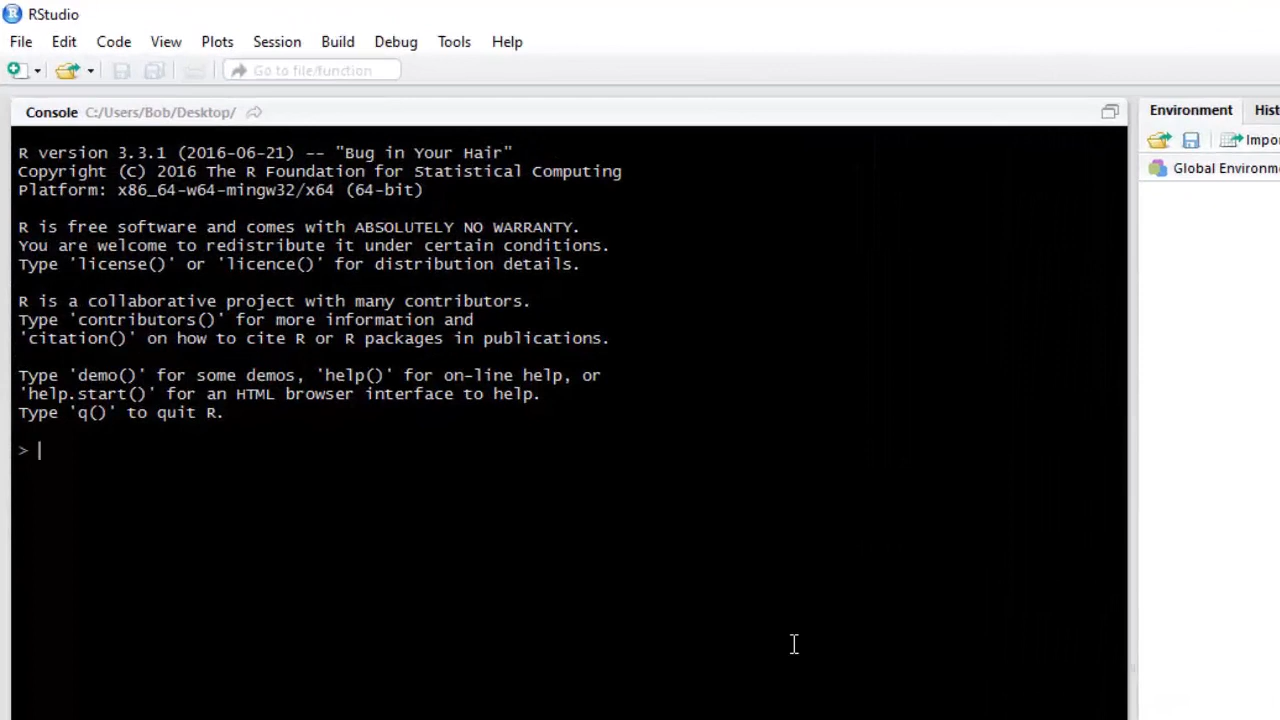 RStudio
File Edit Code View Plots Session Build Debug Tools Help
Go to file/function
Console C:/Users/Bob/Desktop/
Environment Hist
Impor
Global Environm
R version 3.3.1 (2016-06-21) -- "Bug in Your Hair"
Copyright (C) 2016 The R Foundation for Statistical Computing
Platform: x86_64-w64-mingw32/x64 (64-bit)
R is free software and comes with ABSOLUTELY NO WARRANTY.
You are welcome to redistribute it under certain conditions.
Type 'license()' or 'licence()' for distribution details.
R is a collaborative project with many contributors.
Type 'contributors()' for more information and
'citation()' on how to cite R or R packages in publications.
Type 'demo()' for some demos, 'help()' for on-line help, or
'help.start()' for an HTML browser interface to help.
Type 'q()' to quit R.
>